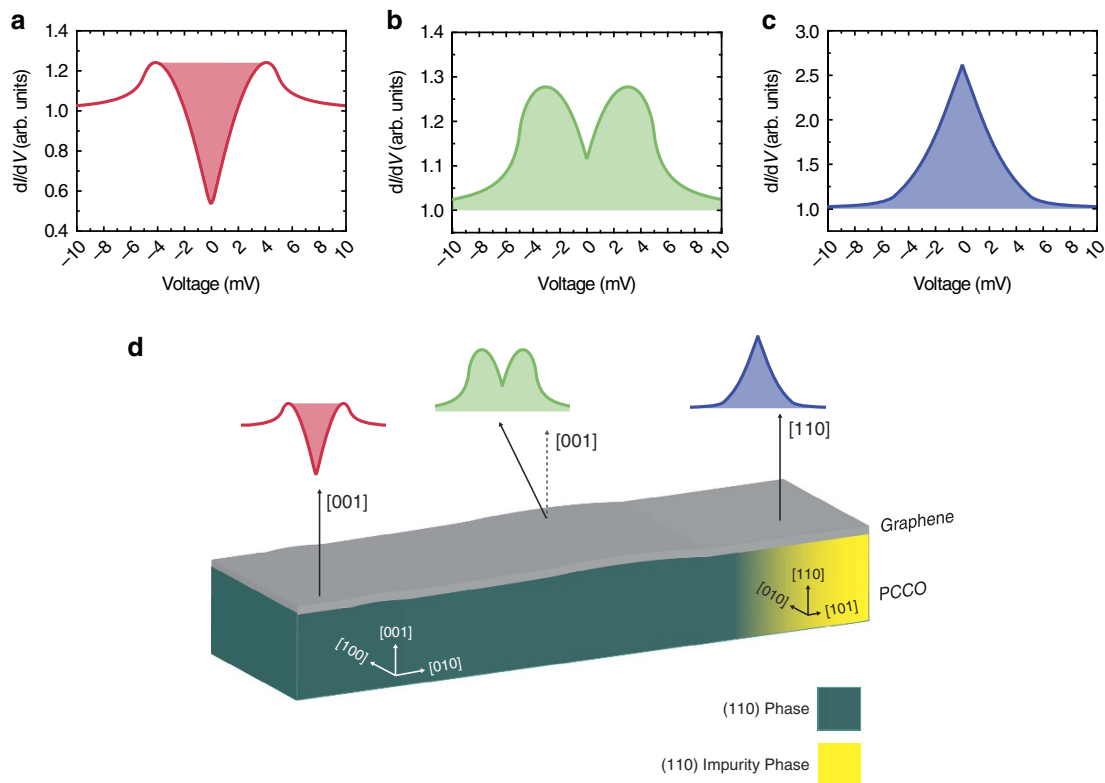 a
1.4
1.2
1.0
0.8
0.6
0.4
dI/dV (arb. units)
–10 –8 –6 –4 –2 0 2 4 6 8 10
Voltage (mV)
b
1.4
1.3
1.2
1.1
1.0
dI/dV (arb. units)
–10 –8 –6 –4 –2 0 2 4 6 8 10
Voltage (mV)
c
3.0
2.5
2.0
1.5
1.0
dI/dV (arb. units)
–10 –8 –6 –4 –2 0 2 4 6 8 10
Voltage (mV)
d
[001]
[001]
[110]
Graphene
PCCO
[001]
[100]
[010]
[110]
[010]
[101]
(110) Phase
(110) Impurity Phase